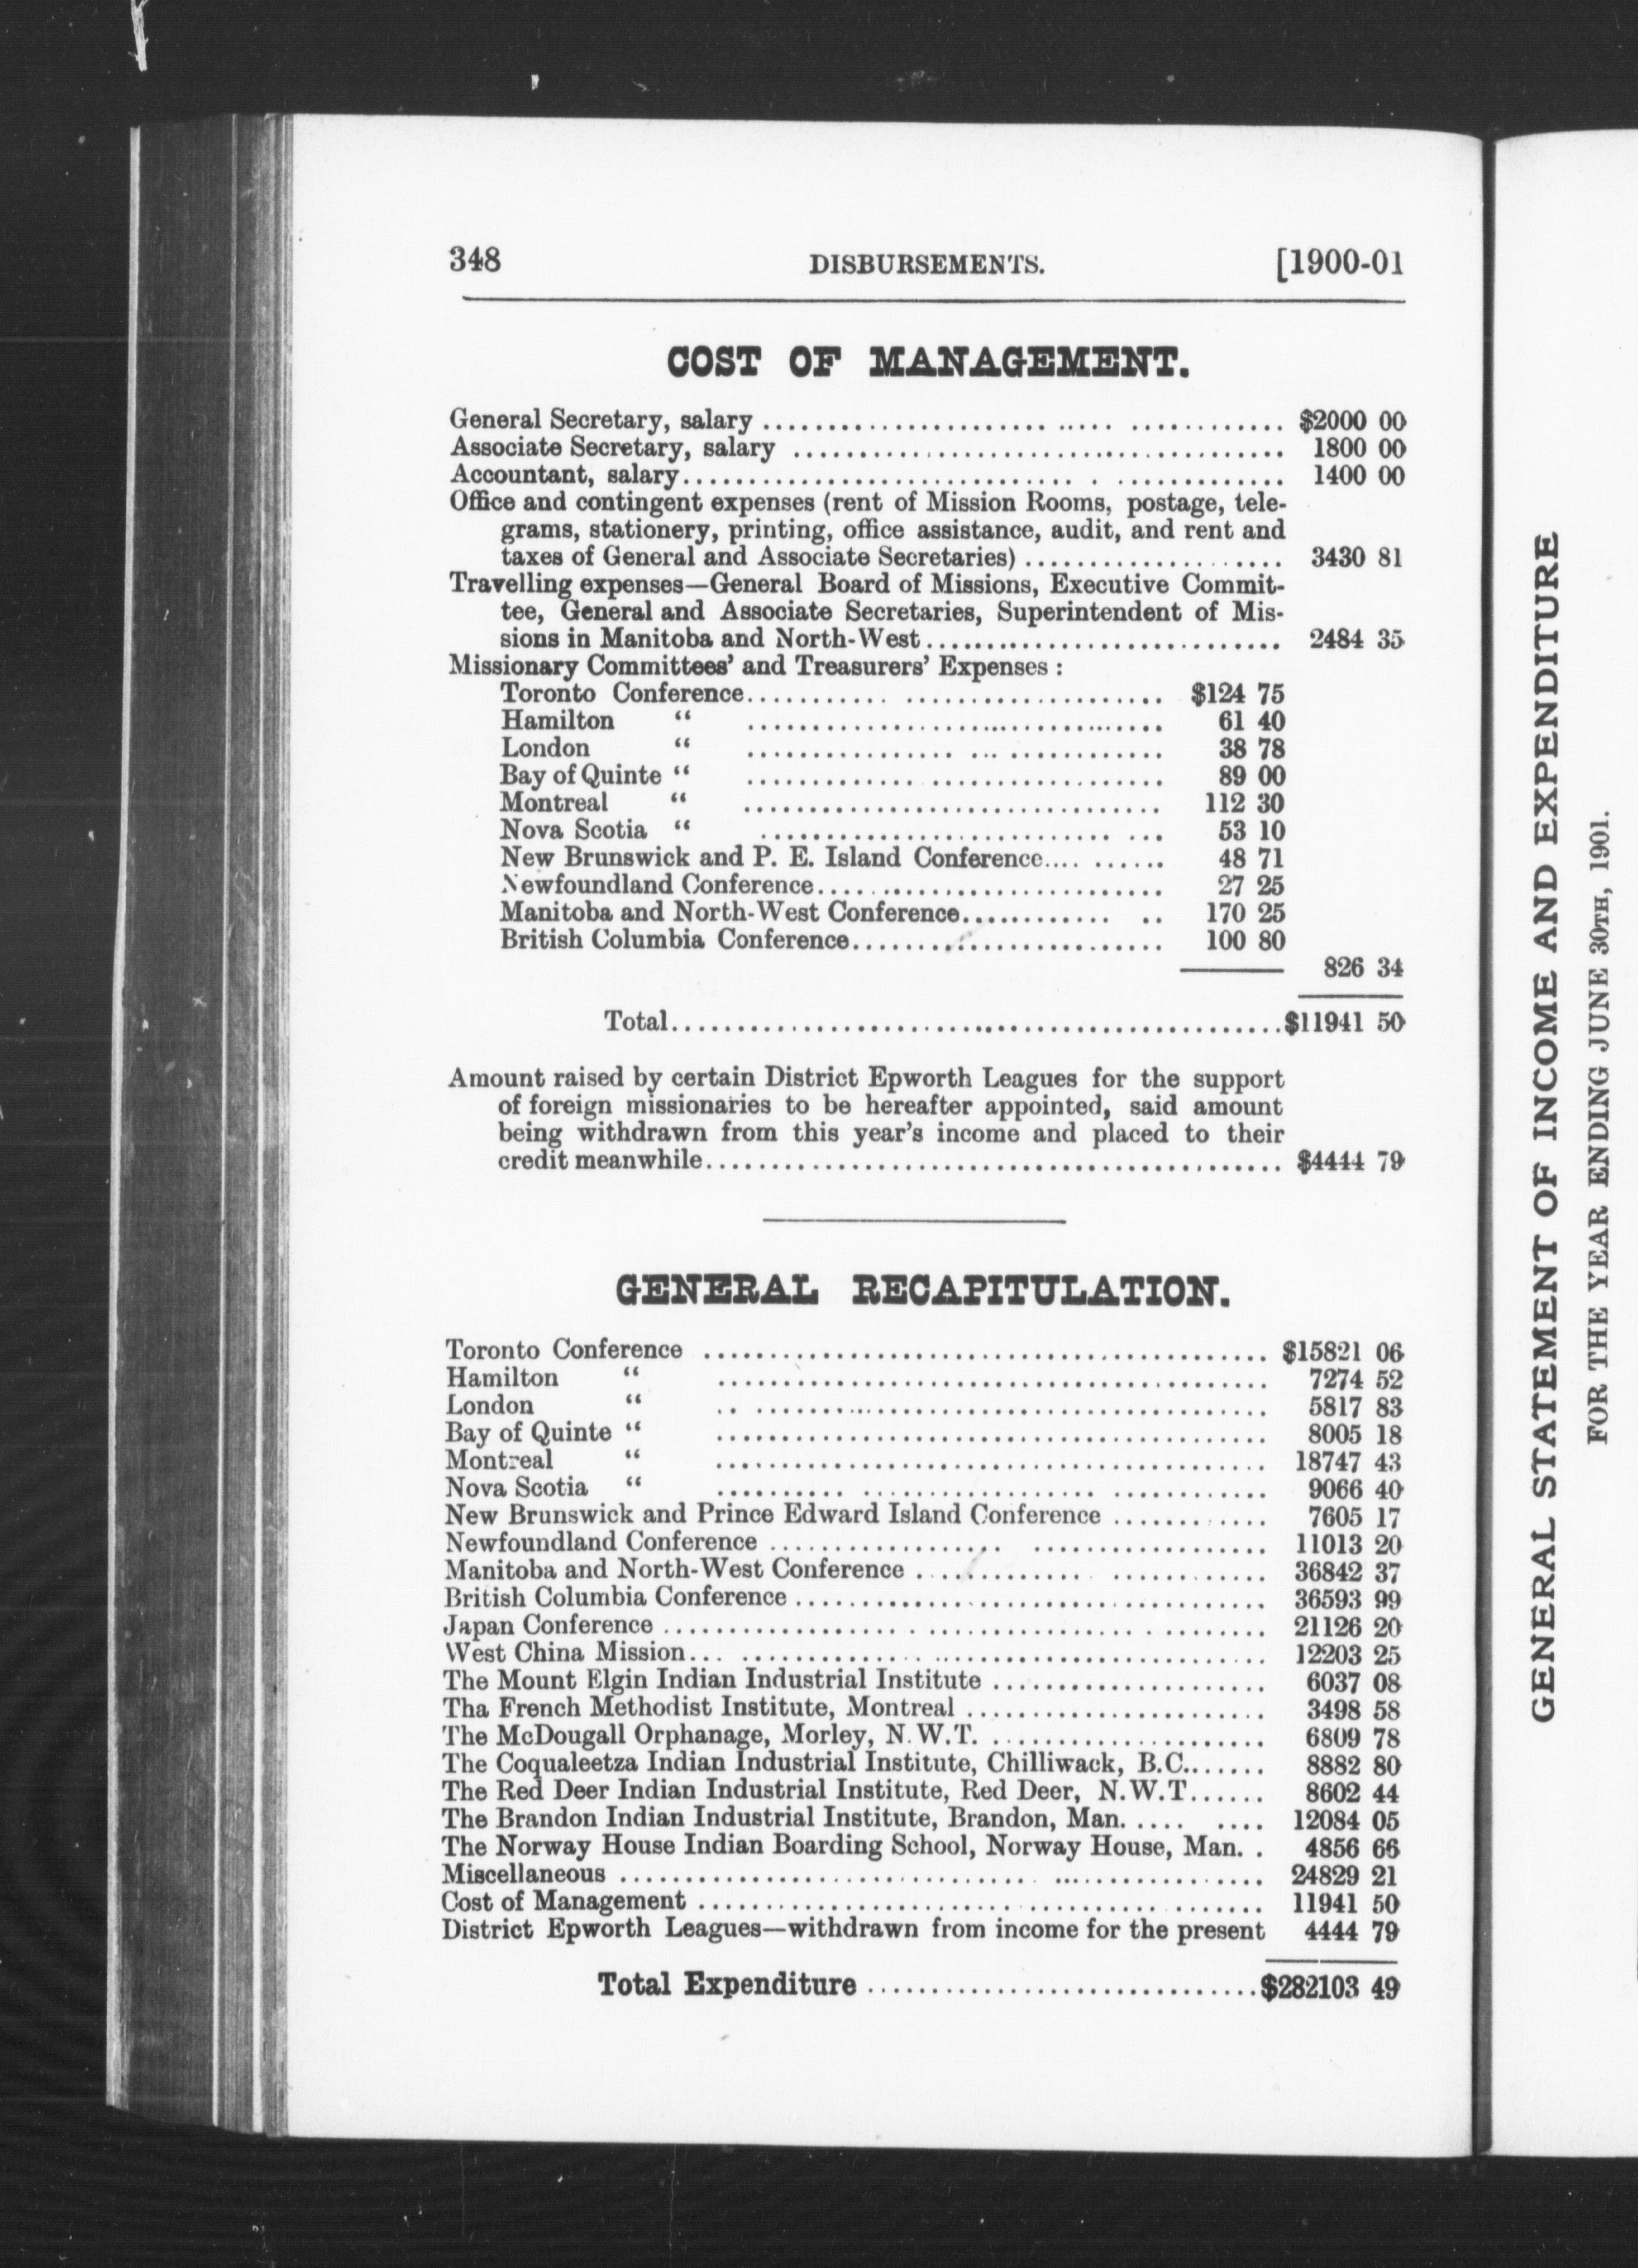 348 DISBURSEMENTS. [1900-01
COST OF MANAGEMENT.
General Secretary, salary ........................................ $2000 00
Associate Secretary, salary ...................................... 1800 00
Accountant, salary............................................ 1400 00
Office and contingent expenses (rent of Mission Rooms, postage, tele-
grams, stationery, printing, office assistance, audit, and rent and
taxes of General and Associate Secretaries) .................... 3430 81
Travelling expenses—General Board of Missions, Executive Commit-
tee, General and Associate Secretaries, Superintendent of Mis-
sions in Manitoba and North-West............................ 2484 35
Missionary Committees’ and Treasurers’ Expenses :
Toronto Conference............................... $124 75
Hamilton “ ................................ 61 40
London “ ................................ 38 78
Bay of Quinte “ ................................ 89 00
Montreal “ ................................ 112 30
Nova Scotia “ .............................. 53 10
New Brunswick and P. E. Island Conference.... ...... 48 71
Newfoundland Conference........................... 27 25
Manitoba and North-West Conference............ .. 170 25
British Columbia Conference........................ 100 80
826 34
Total................................................$11941 50
Amount raised by certain District Epworth Leagues for the support
of foreign missionaries to be hereafter appointed, said amount
being withdrawn from this year’s income and placed to their
credit meanwhile............................................ $4444 79
GENERAL RECAPITULATION.
Toronto Conference ............................................ $15821 06
Hamilton “ ........................................... 7274 52
London “ .. ........................................ 5817 83
Bay of Quinte “ ........................................... 8005 18
Montreal “ ........................................... 18747 43
Nova Scotia “ .......................................... 9066 40
New Brunswick and Prince Edward Island Conference ............ 7605 17
Newfoundland Conference .................. .................. 11013 20
Manitoba and North-West Conference ............. ............ 36842 37
British Columbia Conference ..................................... 36593 99
Japan Conference ............................................... 21126 20
West China Mission... ......................................... 12203 25
The Mount Elgin Indian Industrial Institute ...................... 6037 08
Tha French Methodist Institute, Montreal ........................ 3498 58
The McDougall Orphanage, Morley, N.W.T. ...................... 6809 78
The Coqualeetza Indian Industrial Institute, Chilliwack, B.C....... 8882 80
The Red Deer Indian Industrial Institute, Red Deer, N.W.T...... 8602 44
The Brandon Indian Industrial Institute, Brandon, Man. .... .... 12084 05
The Norway House Indian Boarding School, Norway House, Man. . 4856 66
Miscellaneous .................................................. 24829 21
Cost of Management ............................................ 11941 50
District Epworth Leagues—withdrawn from income for the present 4444 79
Total Expenditure ..............................$282103 49
GENERAL STATEMENT OF INCOME AND EXPENDITURE
FOR THE YEAR ENDING JUNE 30TH, 1901.